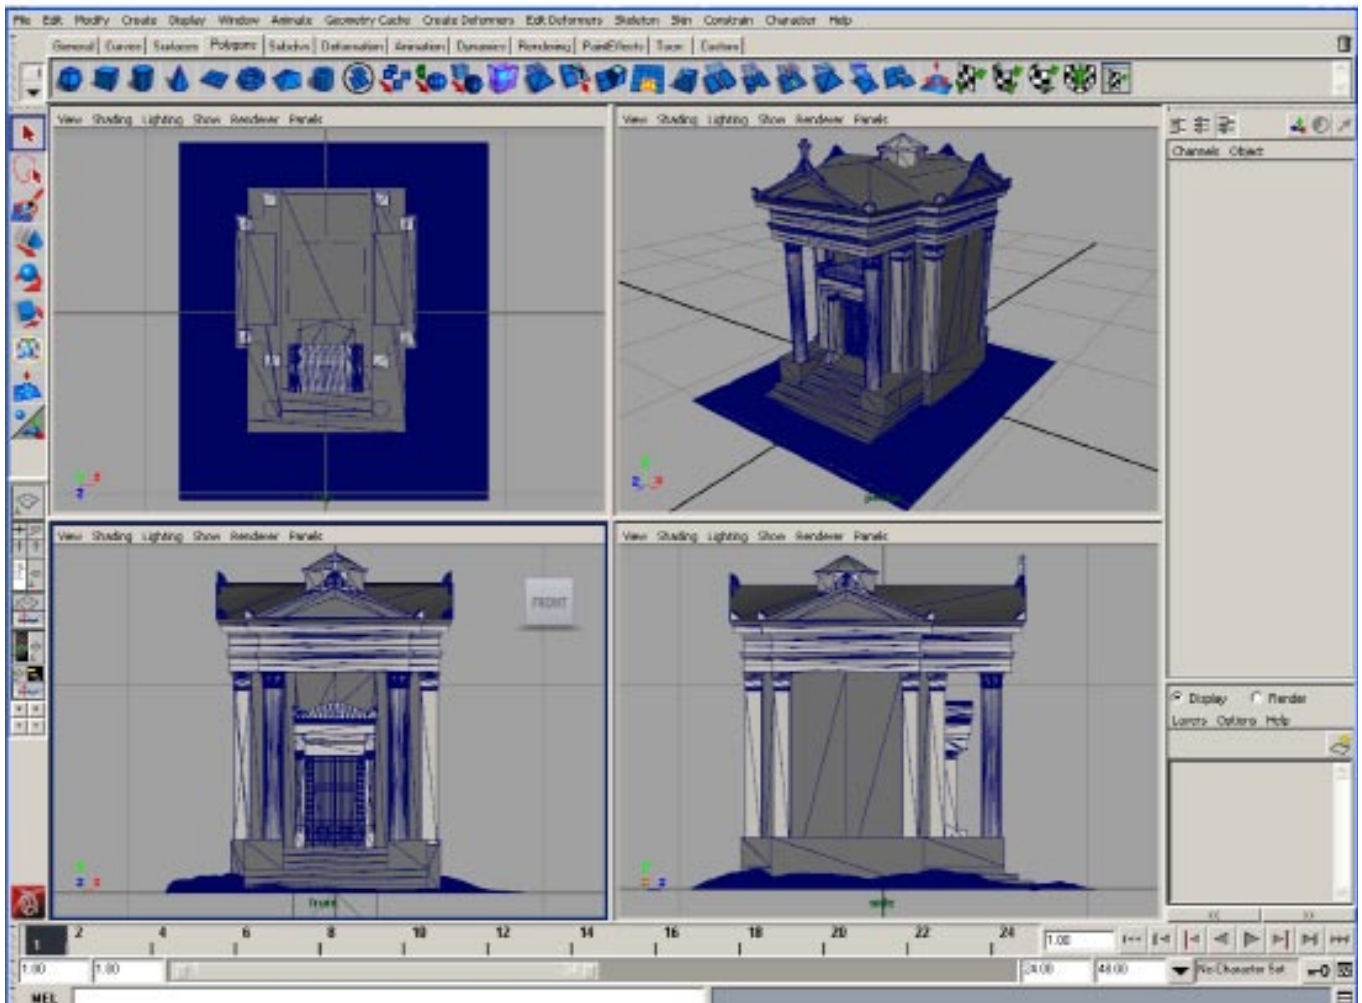 File Edit Modify Create Display Window Animate Geometry Cache Create Deformers Edit Deformers Skeleton Skin Constrain Character Help
General Curves Surfaces Polygons Subdivs Deformation Animation Dynamics Rendering PaintEffects Toon Custom
View Shading Lighting Show Renderer Panels
View Shading Lighting Show Renderer Panels
Channels Object
View Shading Lighting Show Renderer Panels
View Shading Lighting Show Renderer Panels
FRONT
Display Render
Layers Options Help
front
side
1 2 4 6 8 10 12 14 16 18 20 22 24 1.00
1.00 1.00 24.00 48.00 No Character Set
MEL